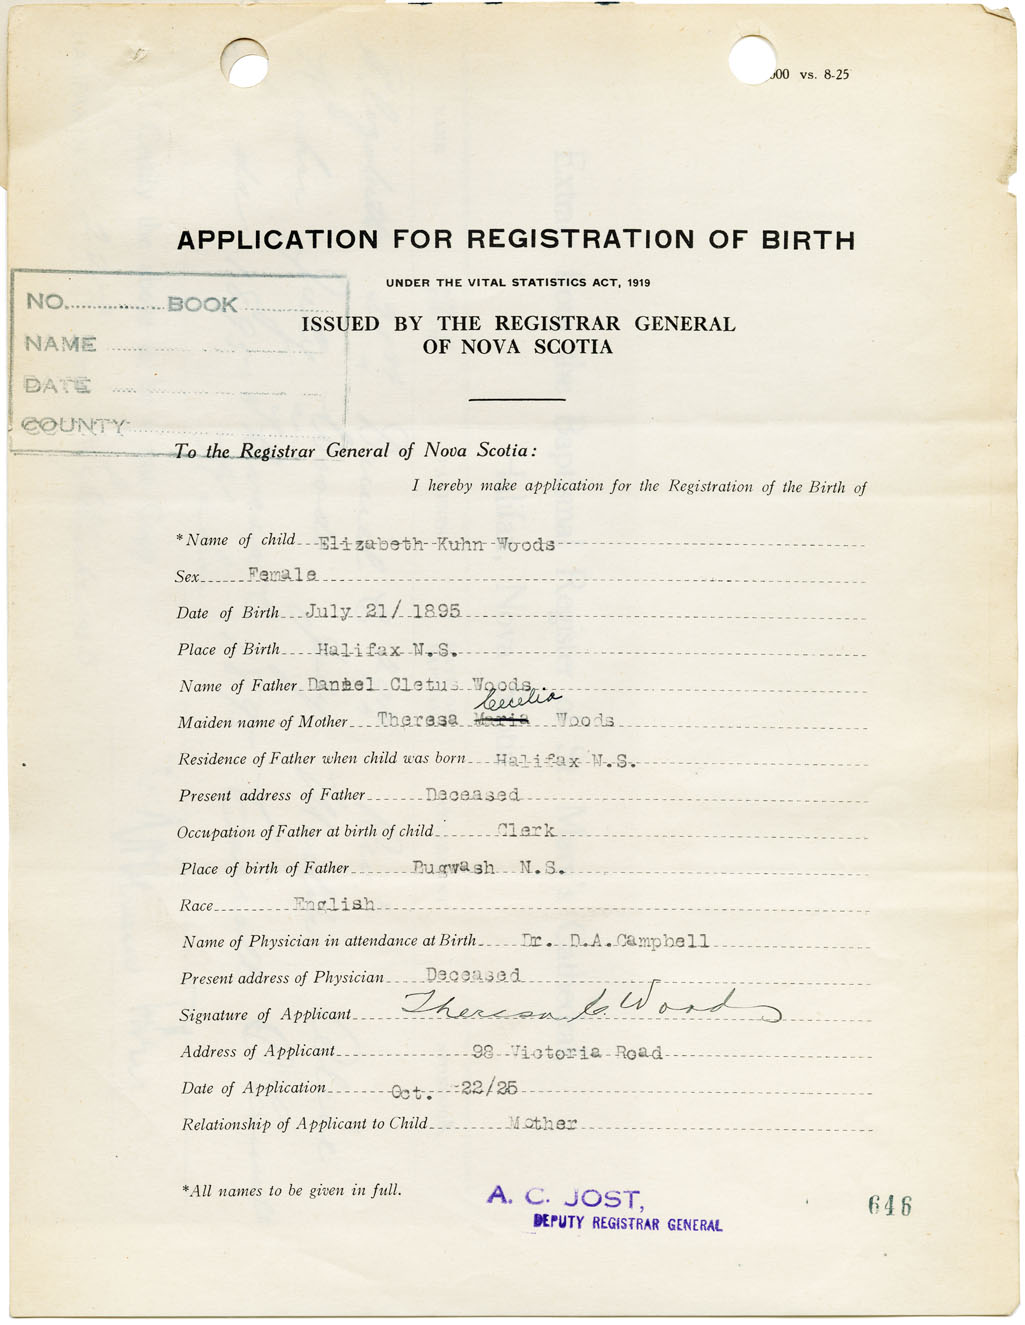 000 vs. 8-25
APPLICATION FOR REGISTRATION OF BIRTH
UNDER THE VITAL STATISTICS ACT, 1919
ISSUED BY THE REGISTRAR GENERAL
OF NOVA SCOTIA
NO. BOOK
NAME
DATE
COUNTY
To the Registrar General of Nova Scotia:
I hereby make application for the Registration of the Birth of
*Name of child Elizabeth Kuhn Woods
Sex Female
Date of Birth July 21/ 1895
Place of Birth Halifax N.S.
Name of Father Daniel Cletus Woods
Cecelia
Maiden name of Mother Theresa Maria Woods
Residence of Father when child was born Halifax N.S.
Present address of Father Deceased
Occupation of Father at birth of child Clerk
Place of birth of Father Pugwash N.S.
Race English
Name of Physician in attendance at Birth Dr. D.A.Campbell
Present address of Physician Deceased
Signature of Applicant Theresa C. Woods
Address of Applicant 98 Victoria Road
Date of Application Oct. 22/25
Relationship of Applicant to Child Mother
*All names to be given in full.
A. C. JOST,
DEPUTY REGISTRAR GENERAL
646